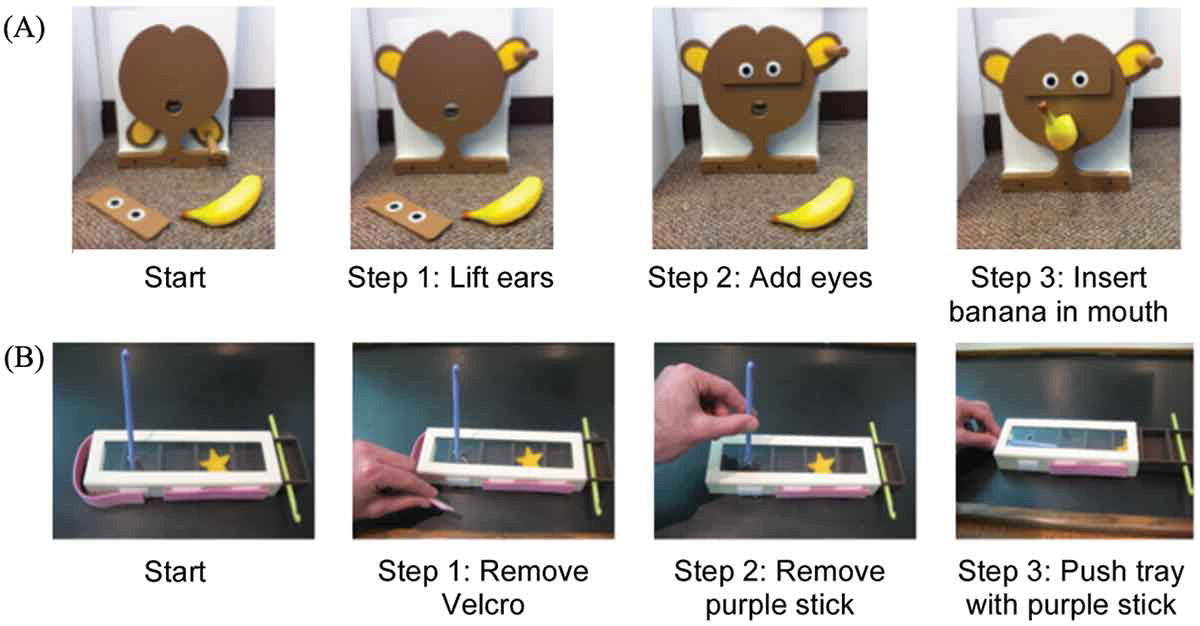 (A)
Start
Step 1: Lift ears
Step 2: Add eyes
Step 3: Insert
banana in mouth
(B)
Start
Step 1: Remove
Velcro
Step 2: Remove
purple stick
Step 3: Push tray
with purple stick